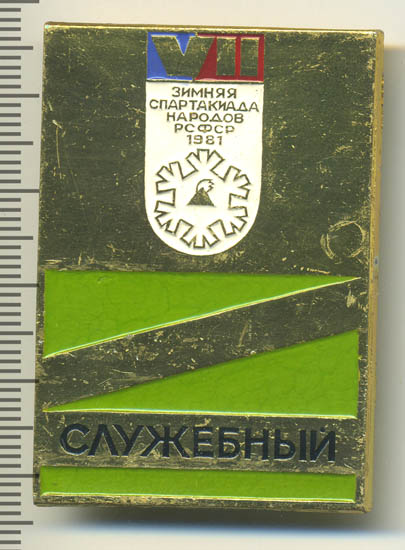 VII
ЗИМНЯЯ
СПАРТАКИАДА
НАРОДОВ
РСФСР
1981
СЛУЖЕБНЫЙ